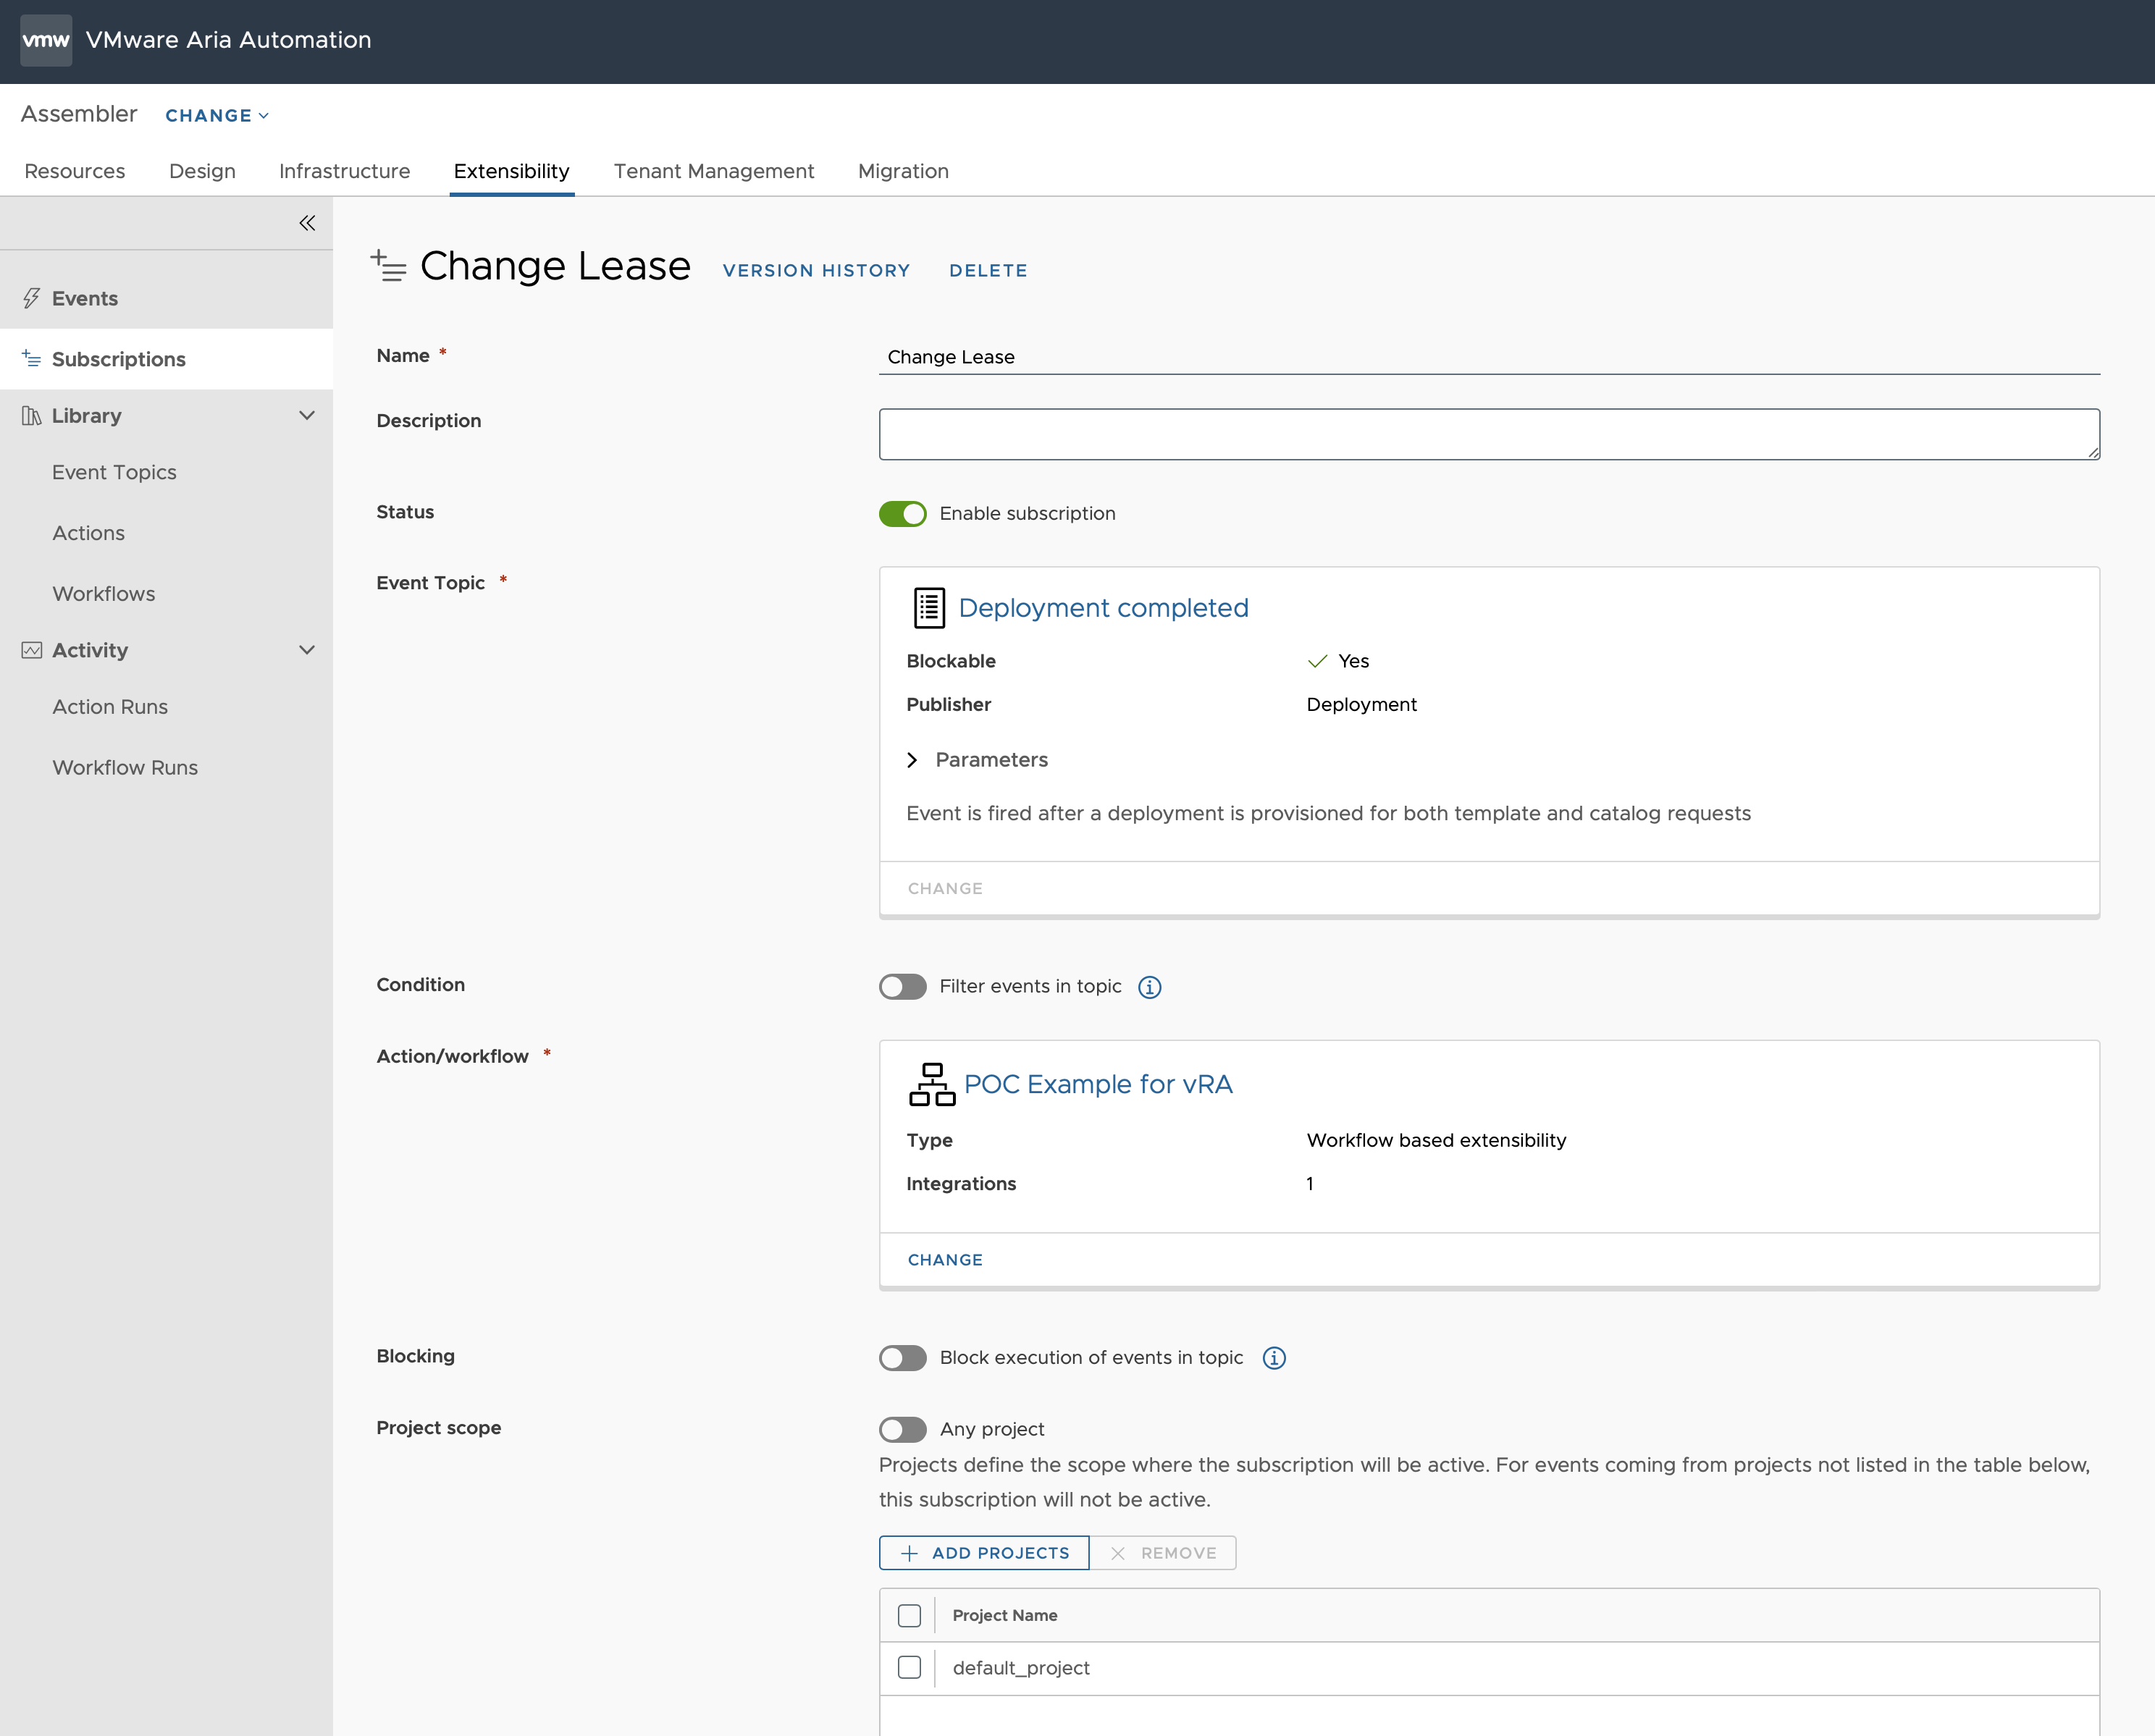 vmw VMware Aria Automation
Assembler CHANGE
Resources Design Infrastructure Extensibility Tenant Management Migration
Events
Subscriptions
Library
Event Topics
Actions
Workflows
Activity
Action Runs
Workflow Runs
Change Lease VERSION HISTORY DELETE
Name * Change Lease
Description
Status Enable subscription
Event Topic * Deployment completed
Blockable Yes
Publisher Deployment
Parameters
Event is fired after a deployment is provisioned for both template and catalog requests
CHANGE
Condition Filter events in topic
Action/workflow * POC Example for vRA
Type Workflow based extensibility
Integrations 1
CHANGE
Blocking Block execution of events in topic
Project scope Any project
Projects define the scope where the subscription will be active. For events coming from projects not listed in the table below,
this subscription will not be active.
ADD PROJECTS REMOVE
Project Name
default_project